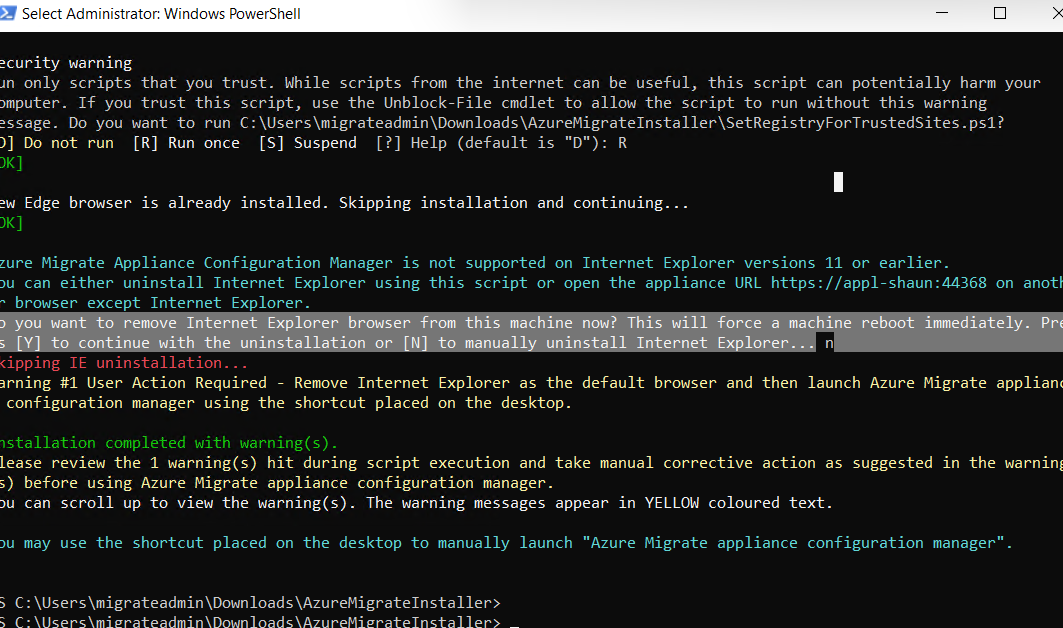 Select Administrator: Windows PowerShell
ecurity warning
un only scripts that you trust. While scripts from the internet can be useful, this script can potentially harm your
omputer. If you trust this script, use the Unblock-File cmdlet to allow the script to run without this warning
essage. Do you want to run C:\Users\migrateadmin\Downloads\AzureMigrateInstaller\SetRegistryForTrustedSites.ps1?
D] Do not run  [R] Run once  [S] Suspend  [?] Help (default is "D"): R
OK]
ew Edge browser is already installed. Skipping installation and continuing...
OK]
zure Migrate Appliance Configuration Manager is not supported on Internet Explorer versions 11 or earlier.
ou can either uninstall Internet Explorer using this script or open the appliance URL https://appl-shaun:44368 on anoth
r browser except Internet Explorer.
o you want to remove Internet Explorer browser from this machine now? This will force a machine reboot immediately. Pre
s [Y] to continue with the uninstallation or [N] to manually uninstall Internet Explorer... n
kipping IE uninstallation...
arning #1 User Action Required - Remove Internet Explorer as the default browser and then launch Azure Migrate applianc
configuration manager using the shortcut placed on the desktop.
nstallation completed with warning(s).
lease review the 1 warning(s) hit during script execution and take manual corrective action as suggested in the warning
s) before using Azure Migrate appliance configuration manager.
ou can scroll up to view the warning(s). The warning messages appear in YELLOW coloured text.
ou may use the shortcut placed on the desktop to manually launch "Azure Migrate appliance configuration manager".
S C:\Users\migrateadmin\Downloads\AzureMigrateInstaller>
S C:\Users\migrateadmin\Downloads\AzureMigrateInstaller> _